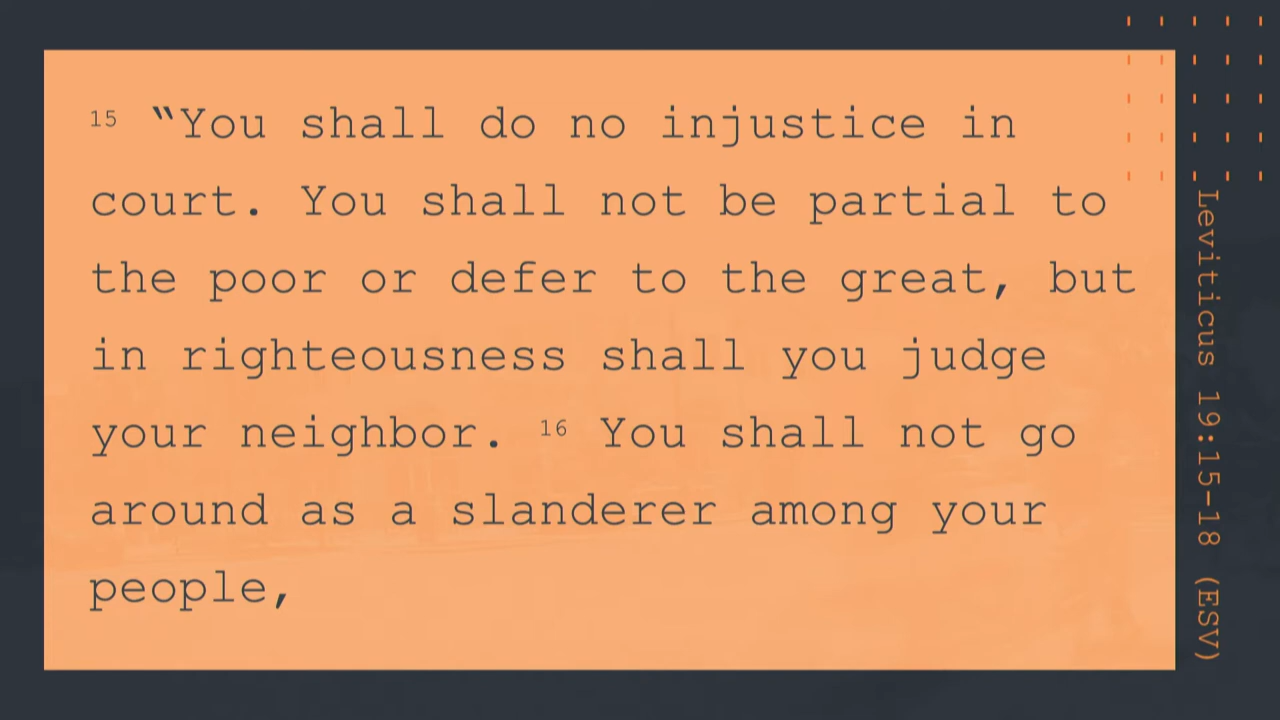 15 “You shall do no injustice in
court. You shall not be partial to
the poor or defer to the great, but
in righteousness shall you judge
your neighbor. 16 You shall not go
around as a slanderer among your
people,
Leviticus 19:15-18 (ESV)